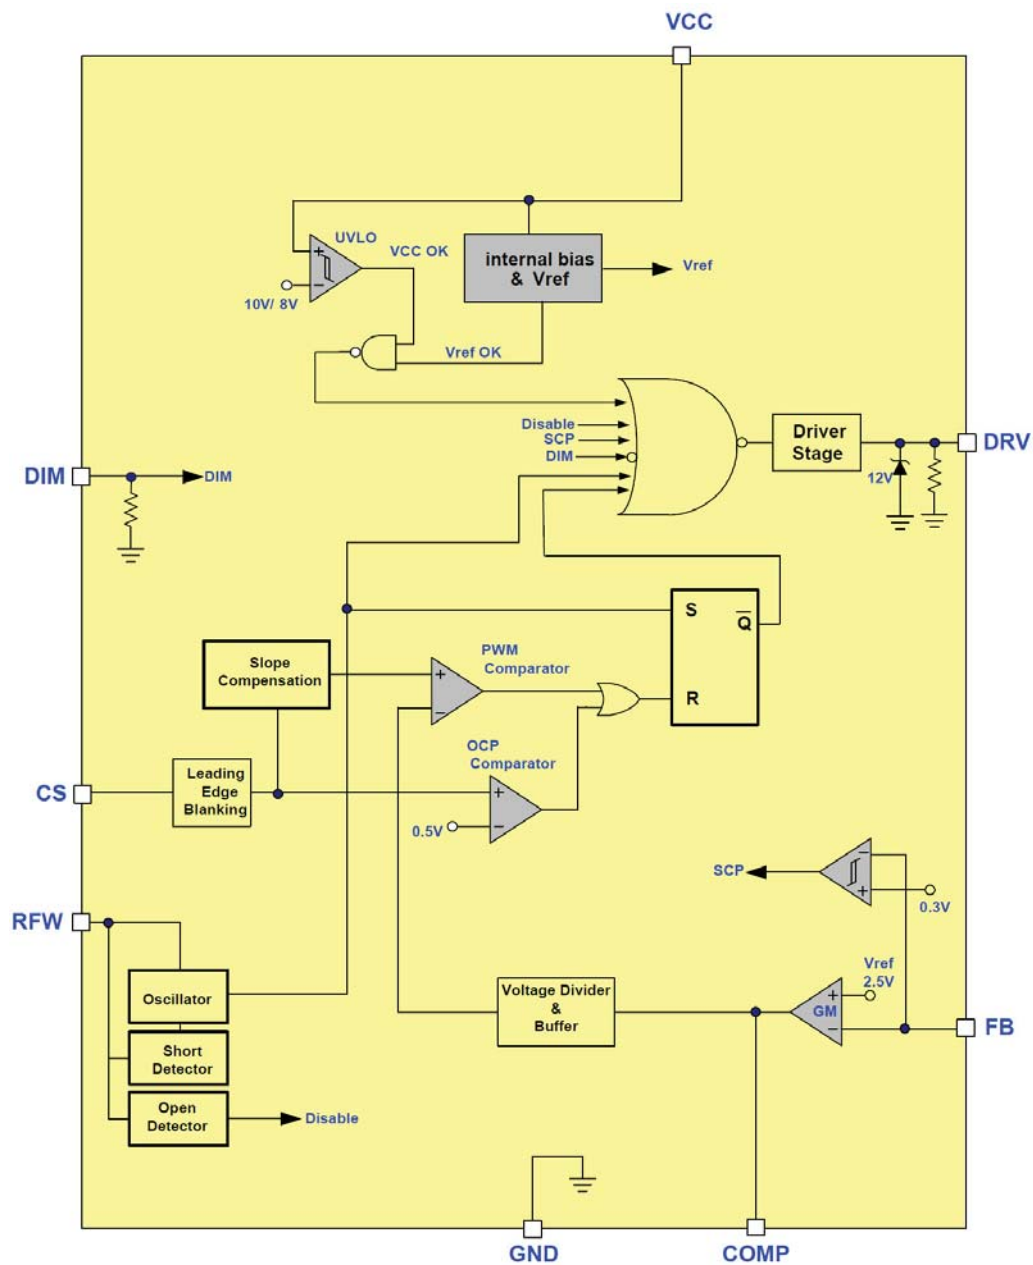 VCC
UVLO
VCC OK
+
−
10V/ 8V
internal bias
& Vref
Vref
Vref OK
Disable
SCP
DIM
Driver
Stage
DRV
12V
DIM
DIM
S
Q
R
Slope
Compensation
PWM
Comparator
+
−
OCP
Comparator
+
−
0.5V
CS
Leading
Edge
Blanking
SCP
−
+
0.3V
RFW
Oscillator
Short
Detector
Open
Detector
Disable
Voltage Divider
&
Buffer
Vref
2.5V
+
GM
−
FB
GND
COMP